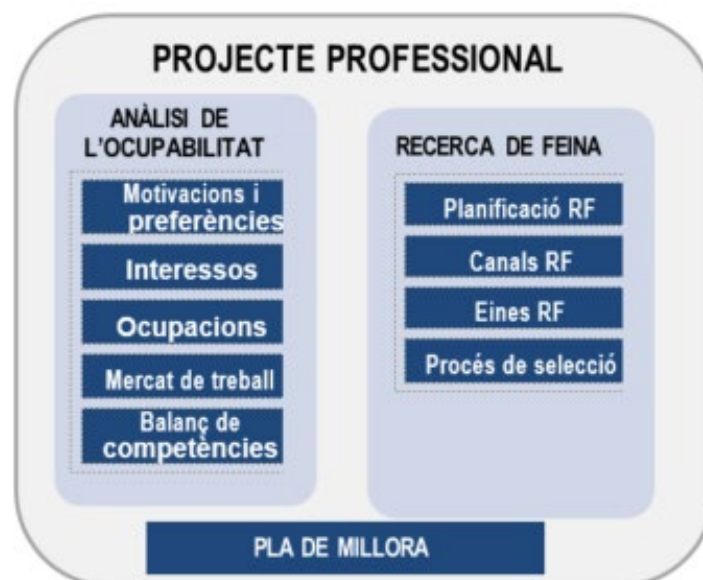 PROJECTE PROFESSIONAL
ANÀLISI DE
L'OCUPABILITAT
Motivacions i
preferències
Interessos
Ocupacions
Mercat de treball
Balanç de
competències
RECERCA DE FEINA
Planificació RF
Canals RF
Eines RF
Procés de selecció
PLA DE MILLORA